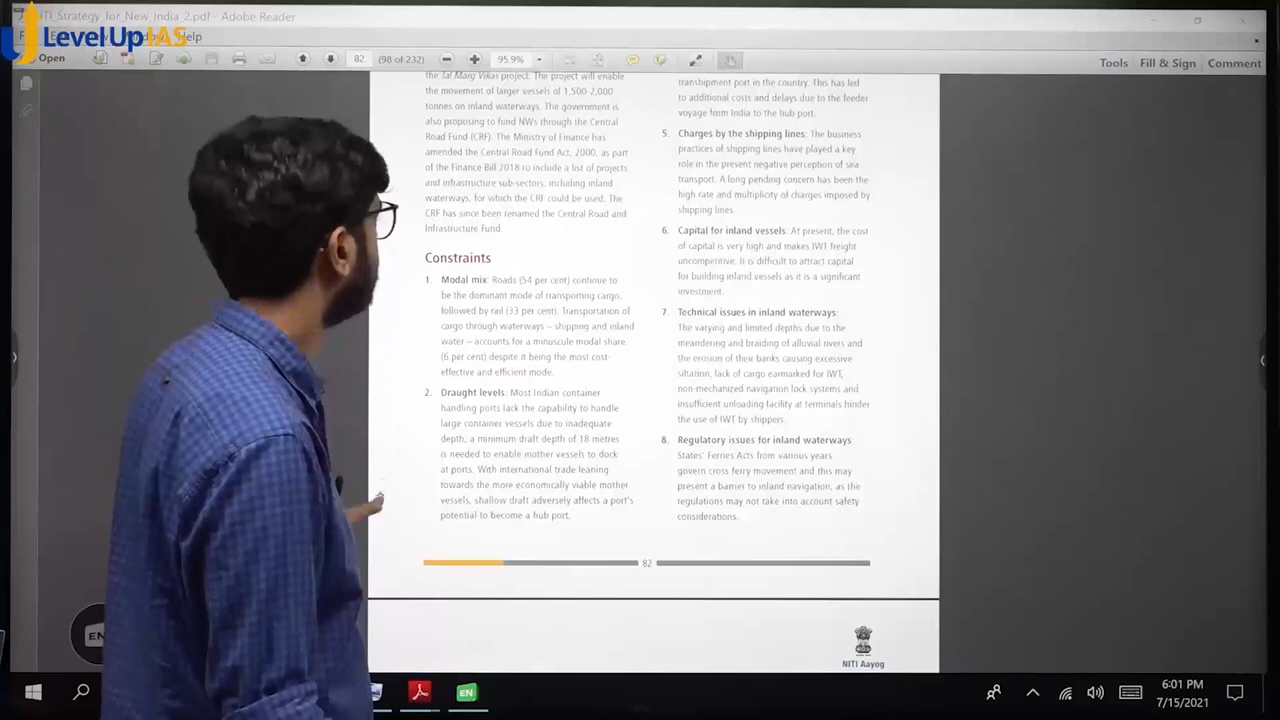 NITI_Strategy_for_New_India_2.pdf - Adobe Reader
LevelUp IAS
Help
Open
82
(98 of 232)
95.9%
Tools
Fill & Sign
Comment
the Jal Marg Vikas project. The project will enable
the movement of larger vessels of 1,500-2,000
tonnes on inland waterways. The government is
also proposing to fund NWs through the Central
Road Fund (CRF). The Ministry of Finance has
amended the Central Road Fund Act, 2000, as part
of the Finance Bill 2018 to include a list of projects
and infrastructure sub-sectors, including inland
waterways, for which the CRF could be used. The
CRF has since been renamed the Central Road and
Infrastructure Fund.
Constraints
1. Modal mix: Roads (54 per cent) continue to
be the dominant mode of transporting cargo,
followed by rail (33 per cent). Transportation of
cargo through waterways – shipping and inland
water – accounts for a minuscule modal share
(6 per cent) despite it being the most cost-
effective and efficient mode.
2. Draught levels: Most Indian container
handling ports lack the capability to handle
large container vessels due to inadequate
depth, a minimum draft depth of 18 metres
is needed to enable mother vessels to dock
at ports. With international trade leaning
towards the more economically viable mother
vessels, shallow draft adversely affects a port's
potential to become a hub port.
transhipment port in the country. This has led
to additional costs and delays due to the feeder
voyage from India to the hub port.
5. Charges by the shipping lines: The business
practices of shipping lines have played a key
role in the present negative perception of sea
transport. A long pending concern has been the
high rate and multiplicity of charges imposed by
shipping lines.
6. Capital for inland vessels: At present, the cost
of capital is very high and makes IWT freight
uncompetitive. It is difficult to attract capital
for building inland vessels as it is a significant
investment.
7. Technical issues in inland waterways:
The varying and limited depths due to the
meandering and braiding of alluvial rivers and
the erosion of their banks causing excessive
siltation, lack of cargo earmarked for IWT,
non-mechanized navigation lock systems and
insufficient unloading facility at terminals hinder
the use of IWT by shippers.
8. Regulatory issues for inland waterways
States' Ferries Acts from various years
govern cross ferry movement and this may
present a barrier to inland navigation, as the
regulations may not take into account safety
considerations.
82
NITI Aayog
EN
EN
6:01 PM
7/15/2021